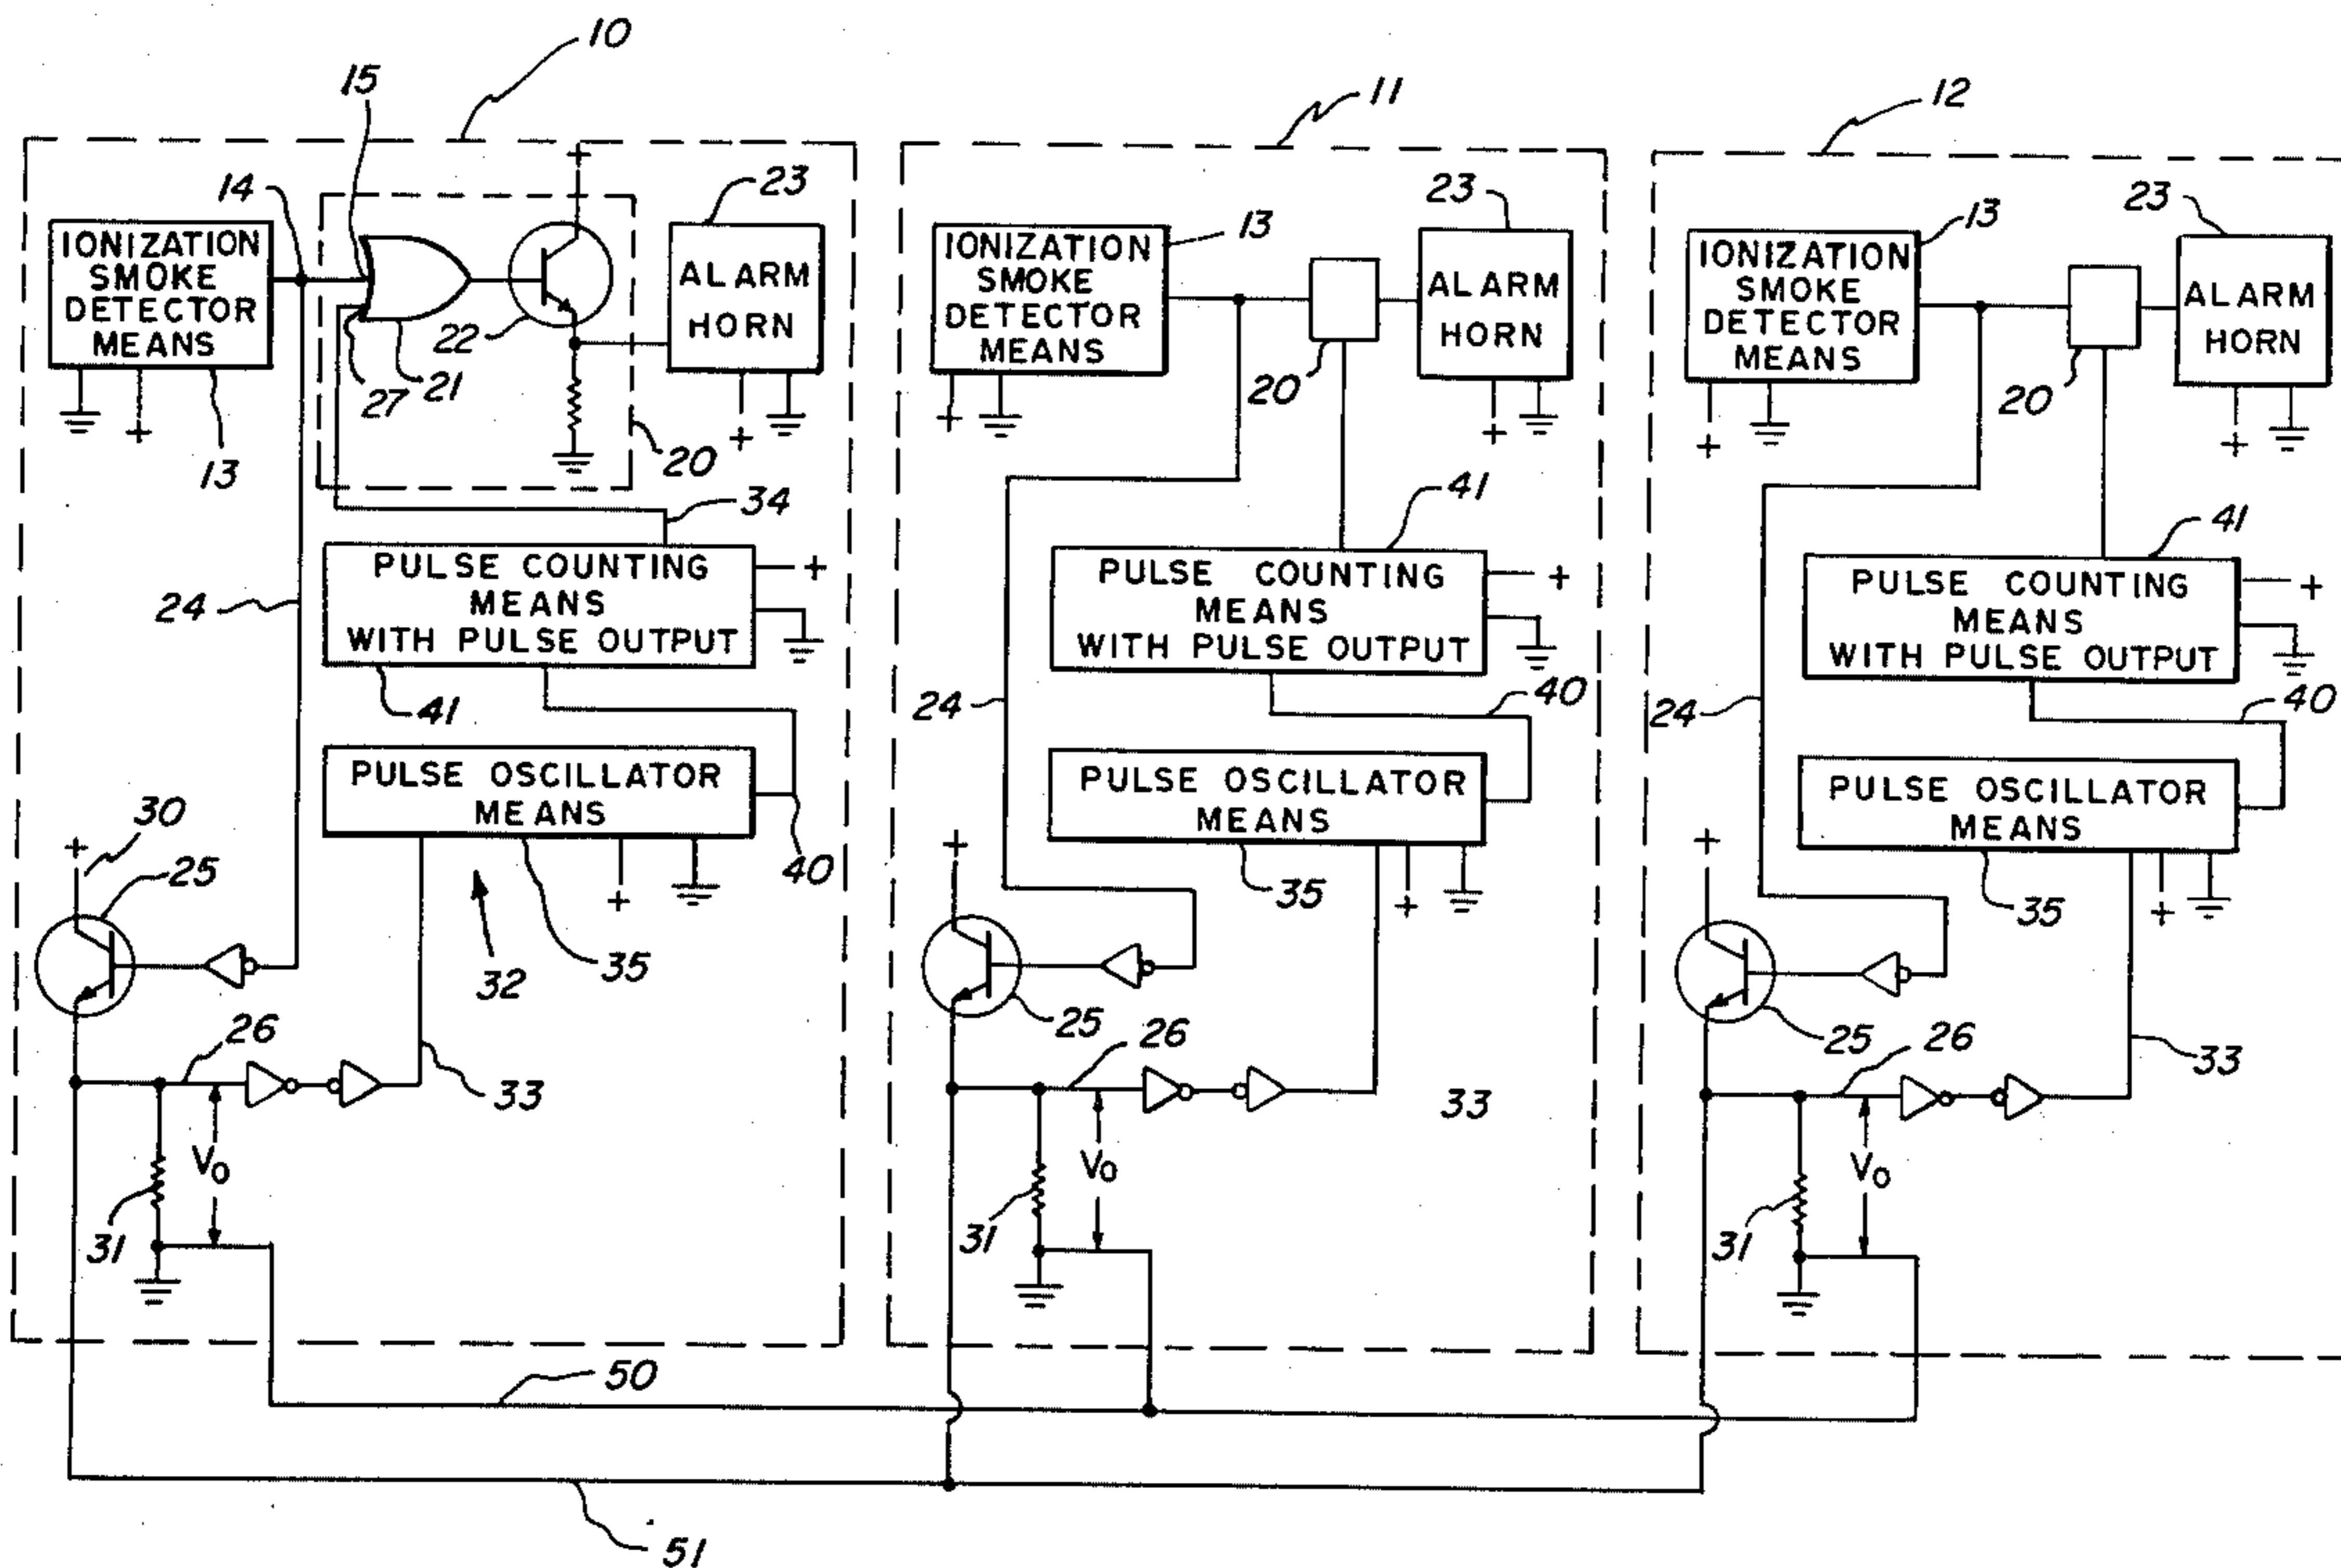 10
15
11
12
14
23
23
23
+
IONIZATION
SMOKE
DETECTOR
MEANS
ALARM
HORN
22
27
21
+
+
13
20
34
IONIZATION
SMOKE
DETECTOR
MEANS
13
ALARM
HORN
20
+
+
IONIZATION
SMOKE
DETECTOR
MEANS
13
ALARM
HORN
20
+
+
24
PULSE COUNTING
MEANS
WITH PULSE OUTPUT
+
41
PULSE OSCILLATOR
MEANS
40
+
30
25
32
35
+
26
33
V0
31
41
PULSE COUNTING
MEANS
WITH PULSE OUTPUT
+
24
40
PULSE OSCILLATOR
MEANS
+
35
+
25
26
33
V0
31
41
PULSE COUNTING
MEANS
WITH PULSE OUTPUT
+
24
40
PULSE OSCILLATOR
MEANS
+
35
+
25
26
33
V0
31
50
51